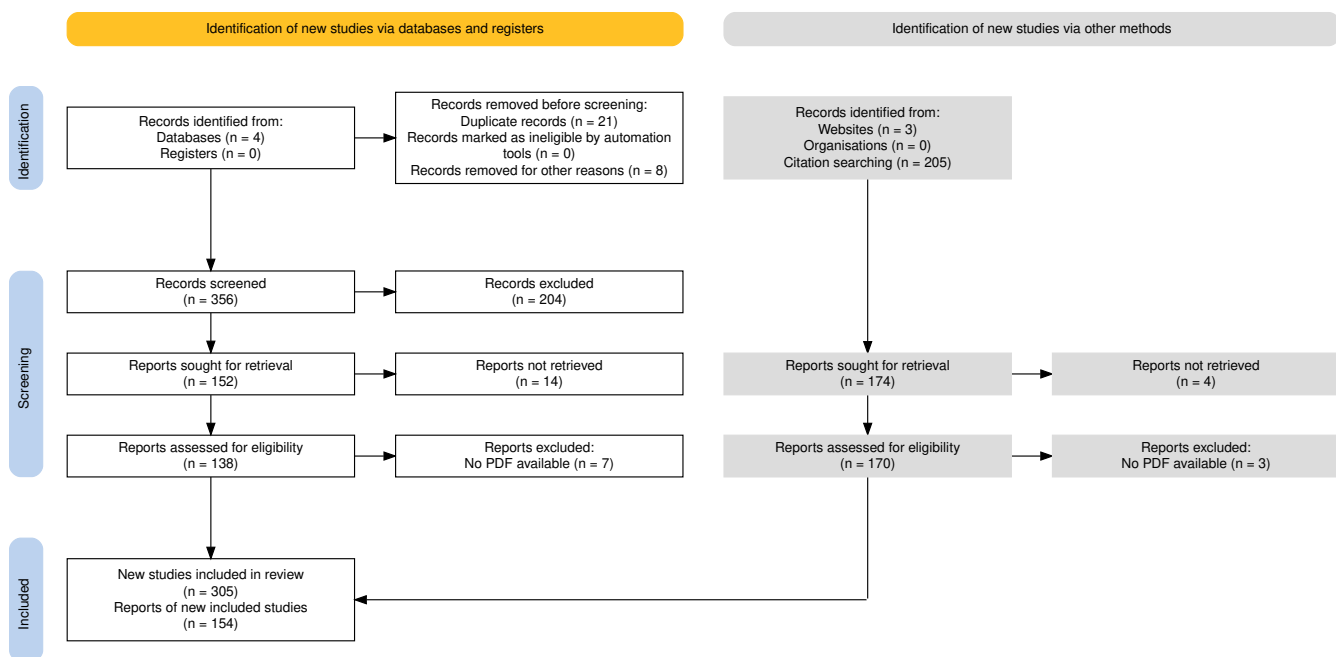 Identification of new studies via databases and registers
Identification of new studies via other methods
Identification
Records identified from:
Databases (n = 4)
Registers (n = 0)
Records removed before screening:
Duplicate records (n = 21)
Records marked as ineligible by automation
tools (n = 0)
Records removed for other reasons (n = 8)
Records identified from:
Websites (n = 3)
Organisations (n = 0)
Citation searching (n = 205)
Screening
Records screened
(n = 356)
Records excluded
(n = 204)
Reports sought for retrieval
(n = 152)
Reports not retrieved
(n = 14)
Reports sought for retrieval
(n = 174)
Reports not retrieved
(n = 4)
Reports assessed for eligibility
(n = 138)
Reports excluded:
No PDF available (n = 7)
Reports assessed for eligibility
(n = 170)
Reports excluded:
No PDF available (n = 3)
Included
New studies included in review
(n = 305)
Reports of new included studies
(n = 154)